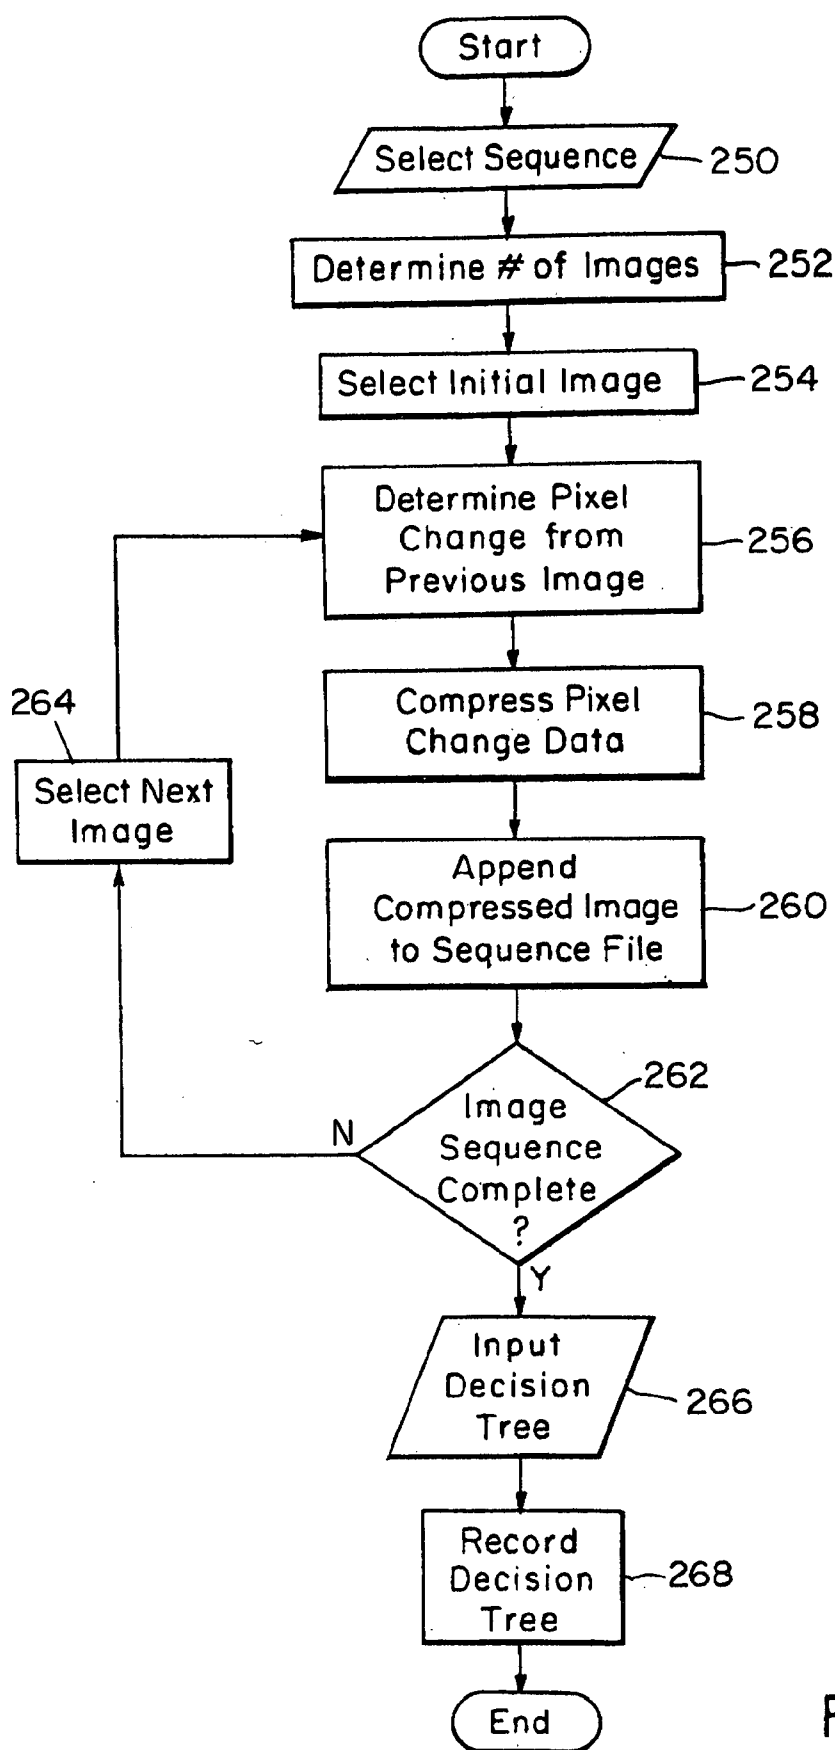 Start
Select Sequence
250
Determine # of Images
252
Select Initial Image
254
Determine Pixel
Change from
Previous Image
256
Compress Pixel
Change Data
258
264
Select Next
Image
Append
Compressed Image
to Sequence File
260
262
Image
Sequence
Complete
?
N
Y
Input
Decision
Tree
266
Record
Decision
Tree
268
End